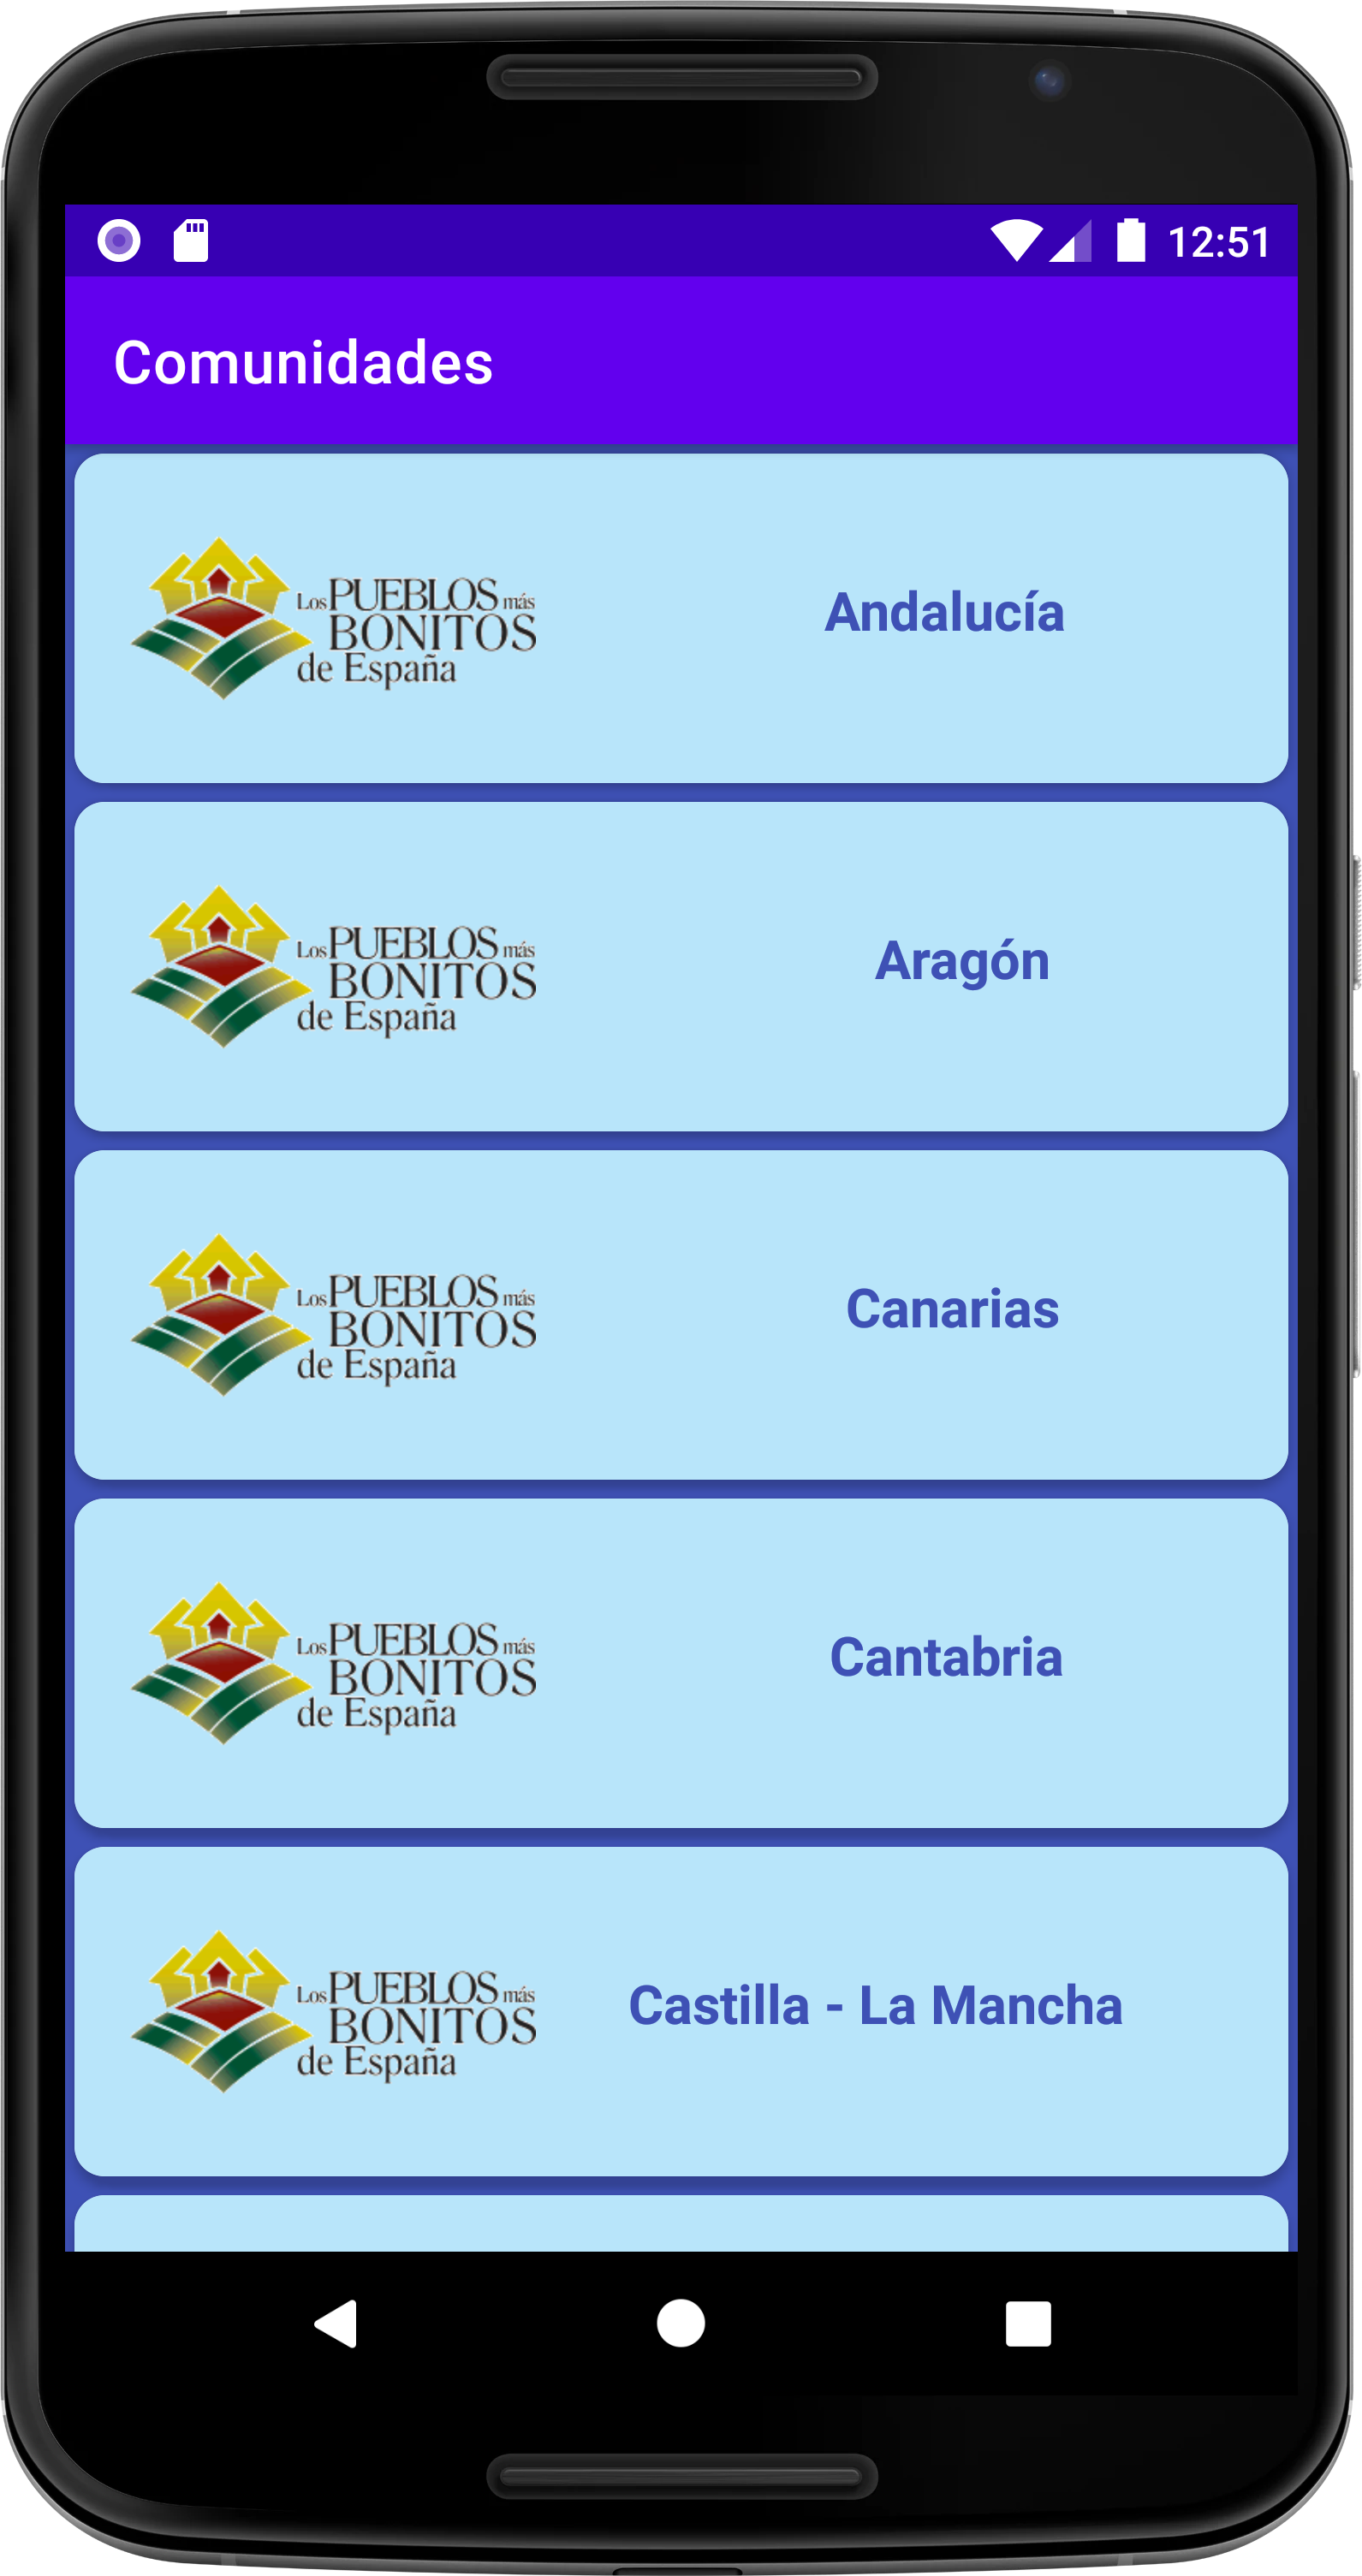 12:51
Comunidades
Los PUEBLOS más
BONITOS
de España
Andalucía
Los PUEBLOS más
BONITOS
de España
Aragón
Los PUEBLOS más
BONITOS
de España
Canarias
Los PUEBLOS más
BONITOS
de España
Cantabria
Los PUEBLOS más
BONITOS
de España
Castilla - La Mancha